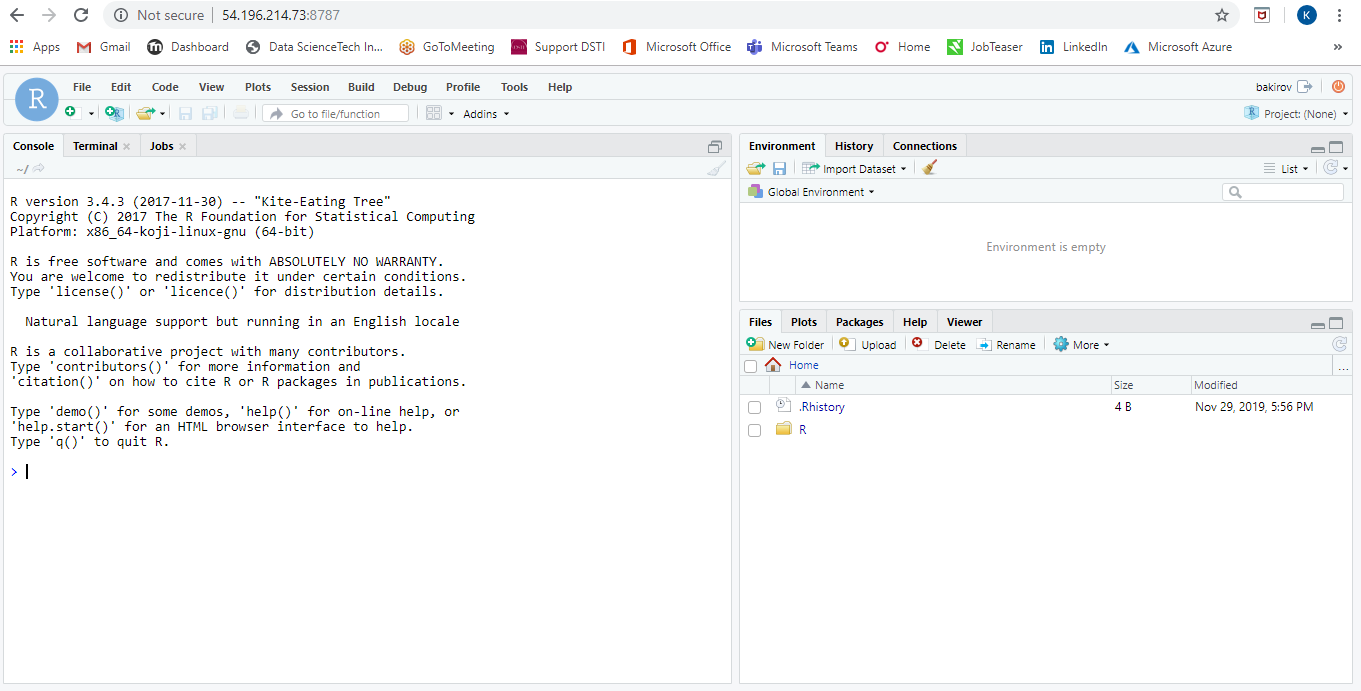 Not secure | 54.196.214.73:8787
K
Apps Gmail Dashboard Data ScienceTech In... GoToMeeting Support DSTI Microsoft Office Microsoft Teams Home JobTeaser LinkedIn Microsoft Azure »
R
File Edit Code View Plots Session Build Debug Profile Tools Help
bakirov
Go to file/function
Addins
Project: (None)
Console Terminal Jobs
~/
R version 3.4.3 (2017-11-30) -- "Kite-Eating Tree"
Copyright (C) 2017 The R Foundation for Statistical Computing
Platform: x86_64-koji-linux-gnu (64-bit)
R is free software and comes with ABSOLUTELY NO WARRANTY.
You are welcome to redistribute it under certain conditions.
Type 'license()' or 'licence()' for distribution details.
Natural language support but running in an English locale
R is a collaborative project with many contributors.
Type 'contributors()' for more information and
'citation()' on how to cite R or R packages in publications.
Type 'demo()' for some demos, 'help()' for on-line help, or
'help.start()' for an HTML browser interface to help.
Type 'q()' to quit R.
>
Environment History Connections
Import Dataset
List
Global Environment
Environment is empty
Files Plots Packages Help Viewer
New Folder Upload Delete Rename More
Home
...
Name Size Modified
.Rhistory 4 B Nov 29, 2019, 5:56 PM
R